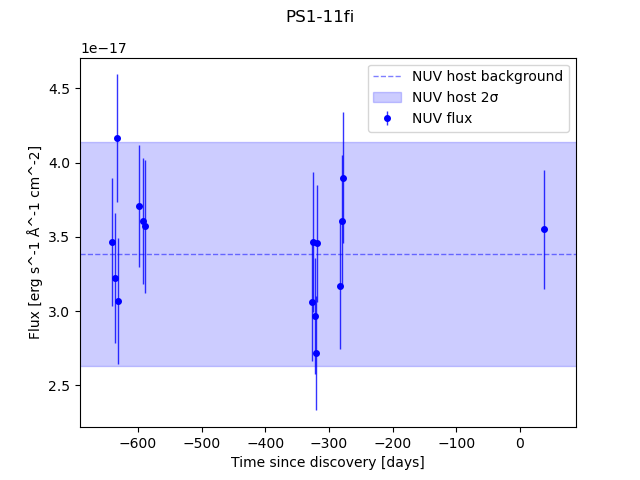 PS1-11fi
1e−17
NUV host background
NUV host 2σ
NUV flux
4.5
4.0
3.5
3.0
2.5
Flux [erg s^-1 Å^-1 cm^-2]
−600 −500 −400 −300 −200 −100 0
Time since discovery [days]